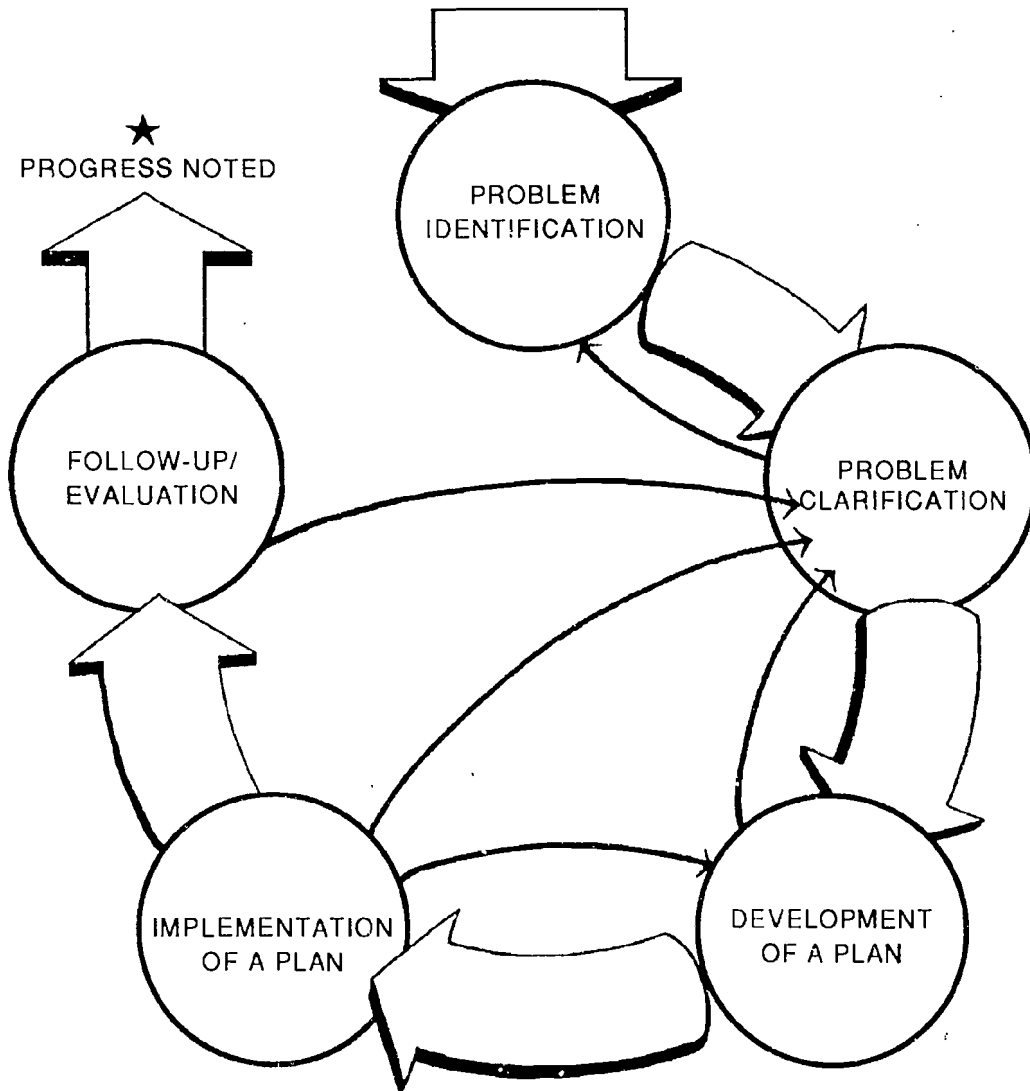 ★
PROGRESS NOTED
PROBLEM
IDENTIFICATION
FOLLOW-UP/
EVALUATION
PROBLEM
CLARIFICATION
IMPLEMENTATION
OF A PLAN
DEVELOPMENT
OF A PLAN